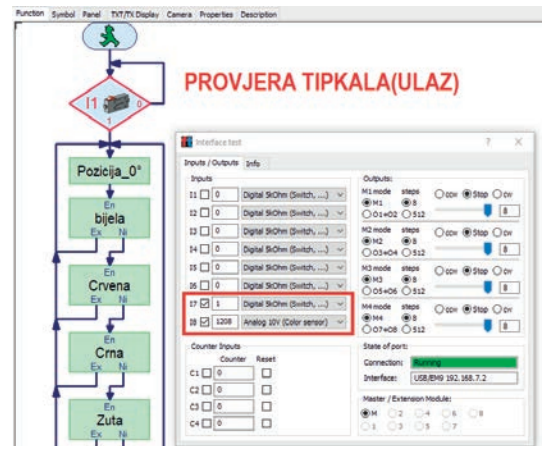 Function Symbol Panel TXT/TX Display Camera Properties Description
PROVJERA TIPKALA(ULAZ)
I1
0
1
Pozicija_0°
En
bijela
Ex Ni
En
Crvena
Ex Ni
En
Crna
Ex Ni
En
Zuta
Ex Ni
Interface test
Inputs / Outputs Info
Inputs
I1 0 Digital 5kOhm (Switch, ...)
I2 0 Digital 5kOhm (Switch, ...)
I3 0 Digital 5kOhm (Switch, ...)
I4 0 Digital 5kOhm (Switch, ...)
I5 0 Digital 5kOhm (Switch, ...)
I6 0 Digital 5kOhm (Switch, ...)
I7 1 Digital 5kOhm (Switch, ...)
I8 1208 Analog 10V (Color sensor)
Counter Inputs
Counter Reset
C1 0
C2 0
C3 0
C4 0
Outputs:
M1 mode steps
M1 8 ccw Stop cw
O1+O2 512 8
M2 mode steps
M2 8 ccw Stop cw
O3+O4 512 8
M3 mode steps
M3 8 ccw Stop cw
O5+O6 512 8
M4 mode steps
M4 8 ccw Stop cw
O7+O8 512 8
State of port:
Connection: Running
Interface: USB/EM9 192.168.7.2
Master / Extension Module:
M 2 4 6 8
1 3 5 7